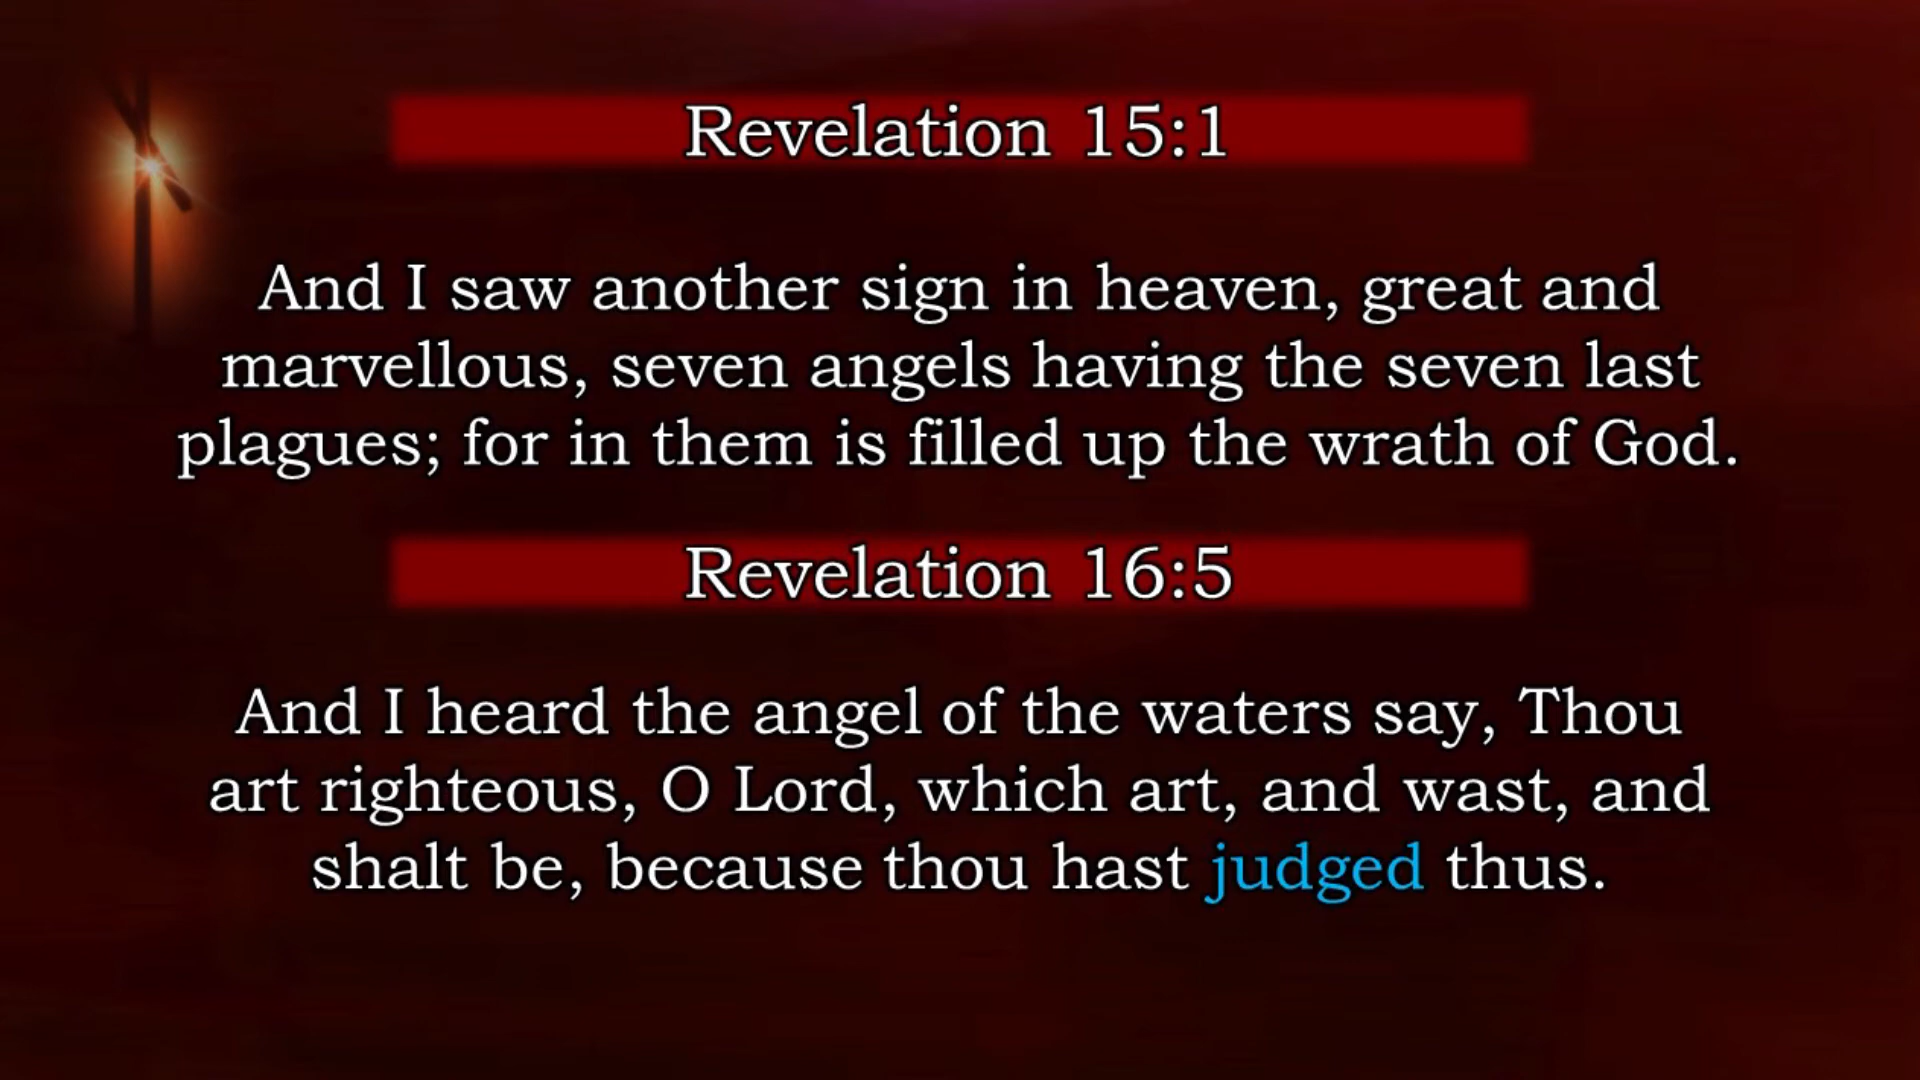 Revelation 15:1
And I saw another sign in heaven, great and
marvellous, seven angels having the seven last
plagues; for in them is filled up the wrath of God.
Revelation 16:5
And I heard the angel of the waters say, Thou
art righteous, O Lord, which art, and wast, and
shalt be, because thou hast judged thus.